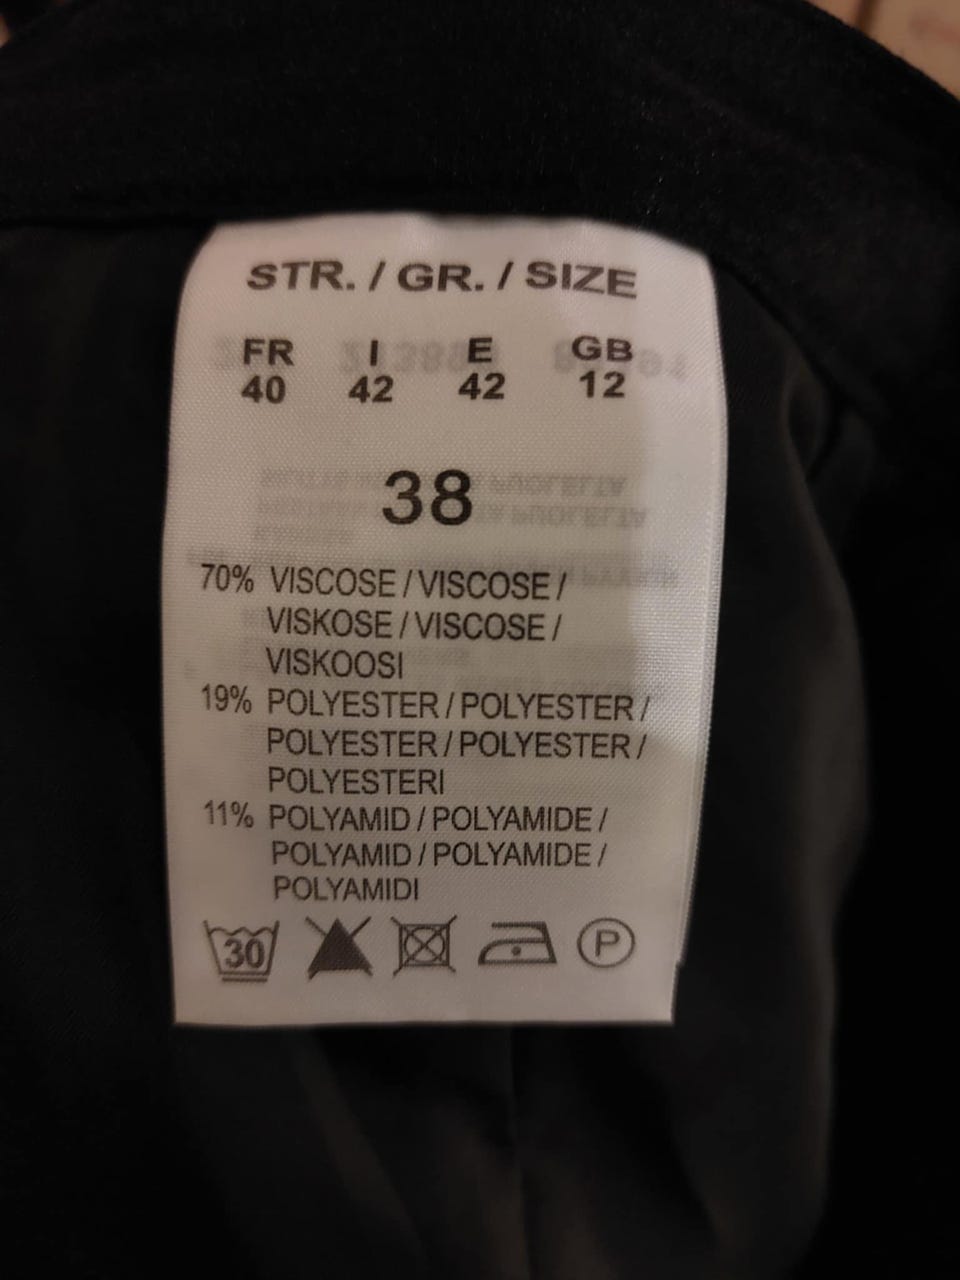 STR. / GR. / SIZE
FR I E GB
40 42 42 12
38
70% VISCOSE / VISCOSE /
VISKOSE / VISCOSE /
VISKOOSI
19% POLYESTER / POLYESTER /
POLYESTER / POLYESTER /
POLYESTERI
11% POLYAMID / POLYAMIDE /
POLYAMID / POLYAMIDE /
POLYAMIDI
30 P